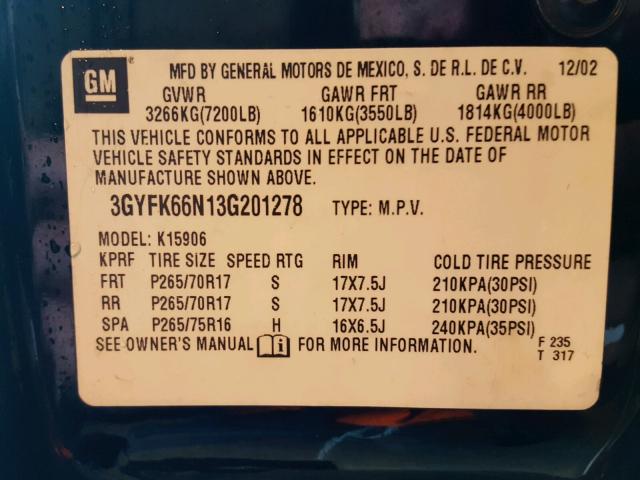 GM MFD BY GENERAL MOTORS DE MEXICO, S. DE R.L. DE C.V. 12/02
GVWR GAWR FRT GAWR RR
3266KG(7200LB) 1610KG(3550LB) 1814KG(4000LB)
THIS VEHICLE CONFORMS TO ALL APPLICABLE U.S. FEDERAL MOTOR
VEHICLE SAFETY STANDARDS IN EFFECT ON THE DATE OF
MANUFACTURE SHOWN ABOVE.
3GYFK66N13G201278 TYPE: M.P.V.
MODEL: K15906
KPRF TIRE SIZE SPEED RTG RIM COLD TIRE PRESSURE
FRT P265/70R17 S 17X7.5J 210KPA(30PSI)
RR P265/70R17 S 17X7.5J 210KPA(30PSI)
SPA P265/75R16 H 16X6.5J 240KPA(35PSI)
SEE OWNER'S MANUAL i FOR MORE INFORMATION. F 235
T 317